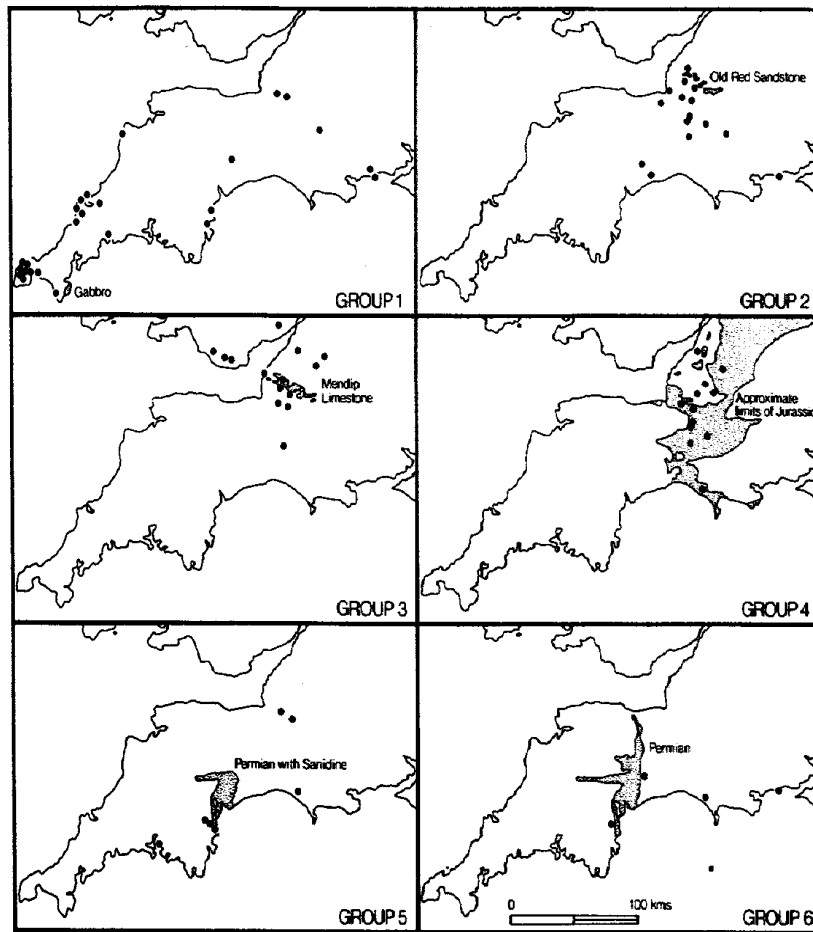 Gabbro
GROUP 1
Old Red Sandstone
GROUP 2
Mendip
Limestone
GROUP 3
Approximate
limits of Jurassic
GROUP 4
Permian with Sanidine
GROUP 5
Permian
0 100 kms
GROUP 6